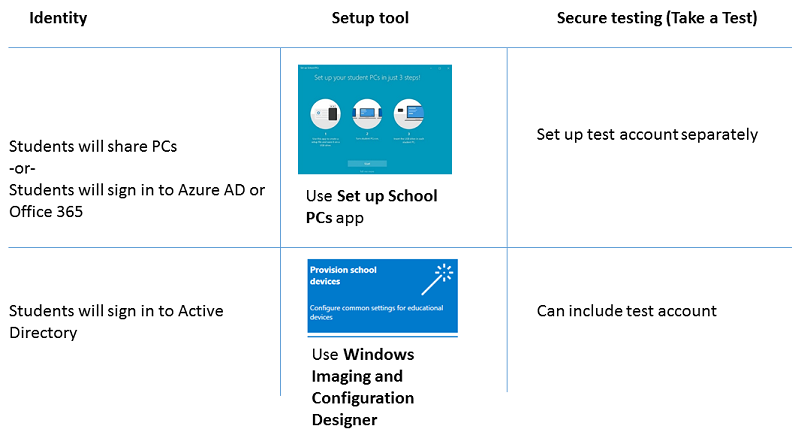 Identity
Setup tool
Secure testing (Take a Test)
Students will share PCs
-or-
Students will sign in to Azure AD or
Office 365
Set up your student PCs in just 3 steps!
1
2
3
Use Set up School
PCs app
Set up test account separately
Students will sign in to Active
Directory
Provision school
devices
Configure common settings for educational
devices
Use Windows
Imaging and
Configuration
Designer
Can include test account